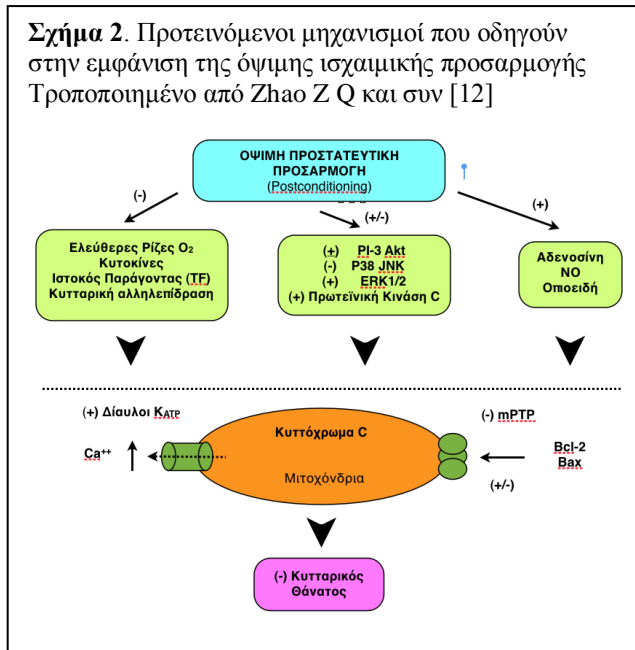 Σχήμα 2. Προτεινόμενοι μηχανισμοί που οδηγούν
στην εμφάνιση της όψιμης ισχαιμικής προσαρμογής
Τροποποιημένο από Zhao Z Q και συν [12]
ΟΨΙΜΗ ΠΡΟΣΤΑΤΕΥΤΙΚΗ
ΠΡΟΣΑΡΜΟΓΗ
(Postconditioning)
(-)
(+/-)
(+)
Ελεύθερες Ρίζες O₂
Κυτοκίνες
Ιστοκός Παράγοντας (TF)
Κυτταρική αλληλεπίδραση
(+) PI-3 Akt
(-) P38 JNK
(+) ERK1/2
(+) Πρωτεϊνική Κινάση C
Αδενοσίνη
NO
Οπιοειδή
(+) Δίαυλοι KATP
Ca⁺⁺
Κυττόχρωμα C
Μιτοχόνδρια
(-) mPTP
Bcl-2
Bax
(+/-)
(-) Κυτταρικός
Θάνατος